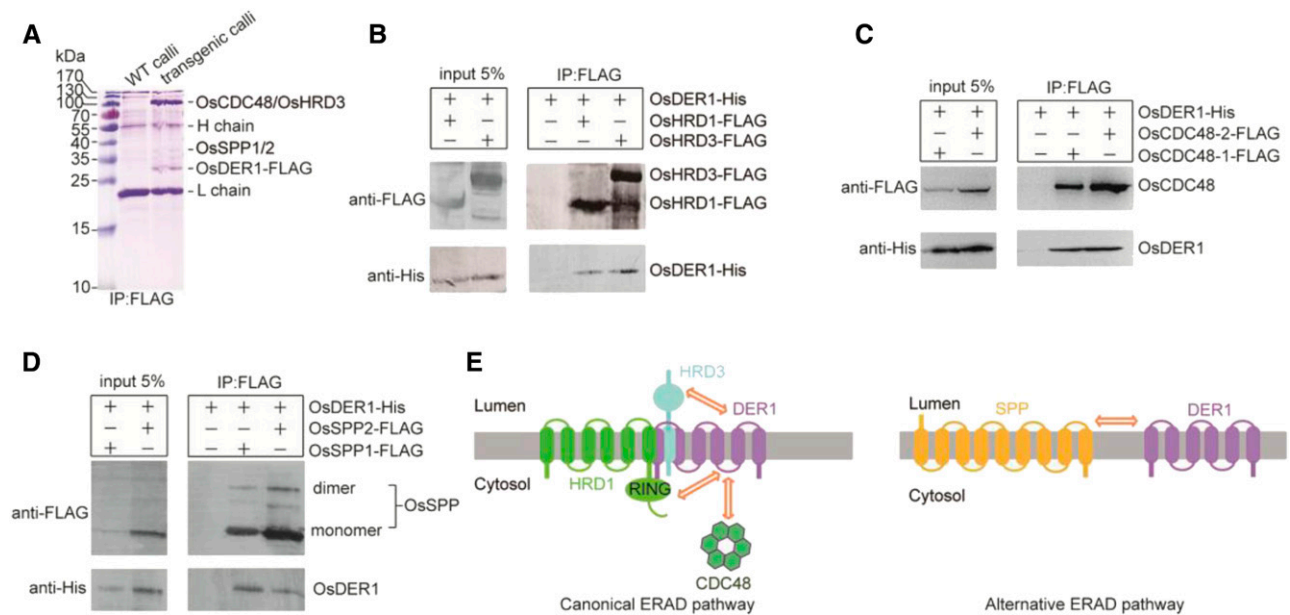 A
kDa
WT calli
transgenic calli
170
130
100
70
55
40
35
25
15
10
OsCDC48/OsHRD3
H chain
OsSPP1/2
OsDER1-FLAG
L chain
IP:FLAG
B
input 5% IP:FLAG
+ + + + + OsDER1-His
+ − − + − OsHRD1-FLAG
− + − − + OsHRD3-FLAG
anti-FLAG
OsHRD3-FLAG
OsHRD1-FLAG
anti-His OsDER1-His
C
input 5% IP:FLAG
+ + + + + OsDER1-His
− + − − + OsCDC48-2-FLAG
+ − − + − OsCDC48-1-FLAG
anti-FLAG OsCDC48
anti-His OsDER1
D
input 5% IP:FLAG
+ + + + + OsDER1-His
− + − − + OsSPP2-FLAG
+ − − + − OsSPP1-FLAG
anti-FLAG
dimer
OsSPP
monomer
anti-His OsDER1
E
HRD3
Lumen DER1
HRD1
Cytosol RING
CDC48
Canonical ERAD pathway
Lumen SPP DER1
Cytosol
Alternative ERAD pathway